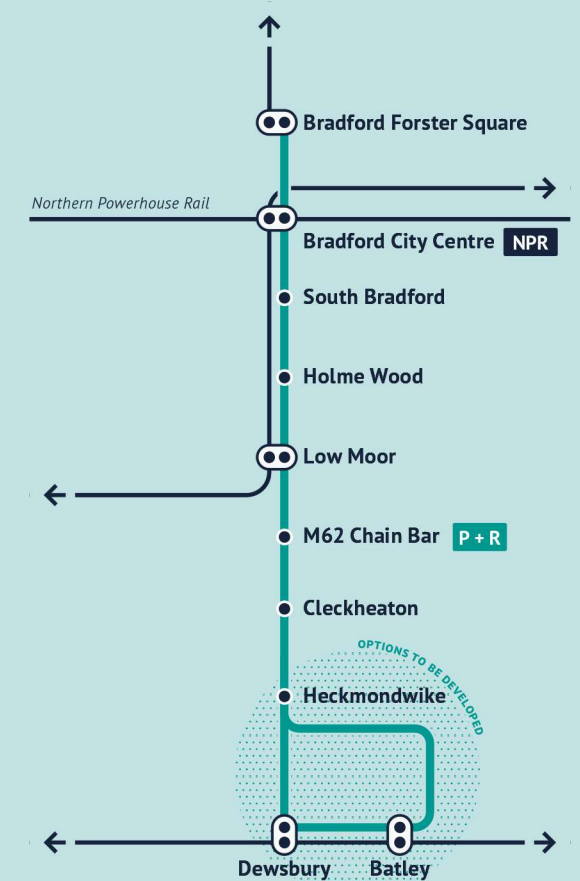 Bradford Forster Square
Northern Powerhouse Rail
Bradford City Centre NPR
South Bradford
Holme Wood
Low Moor
M62 Chain Bar P + R
Cleckheaton
OPTIONS TO BE DEVELOPED
Heckmondwike
Dewsbury Batley